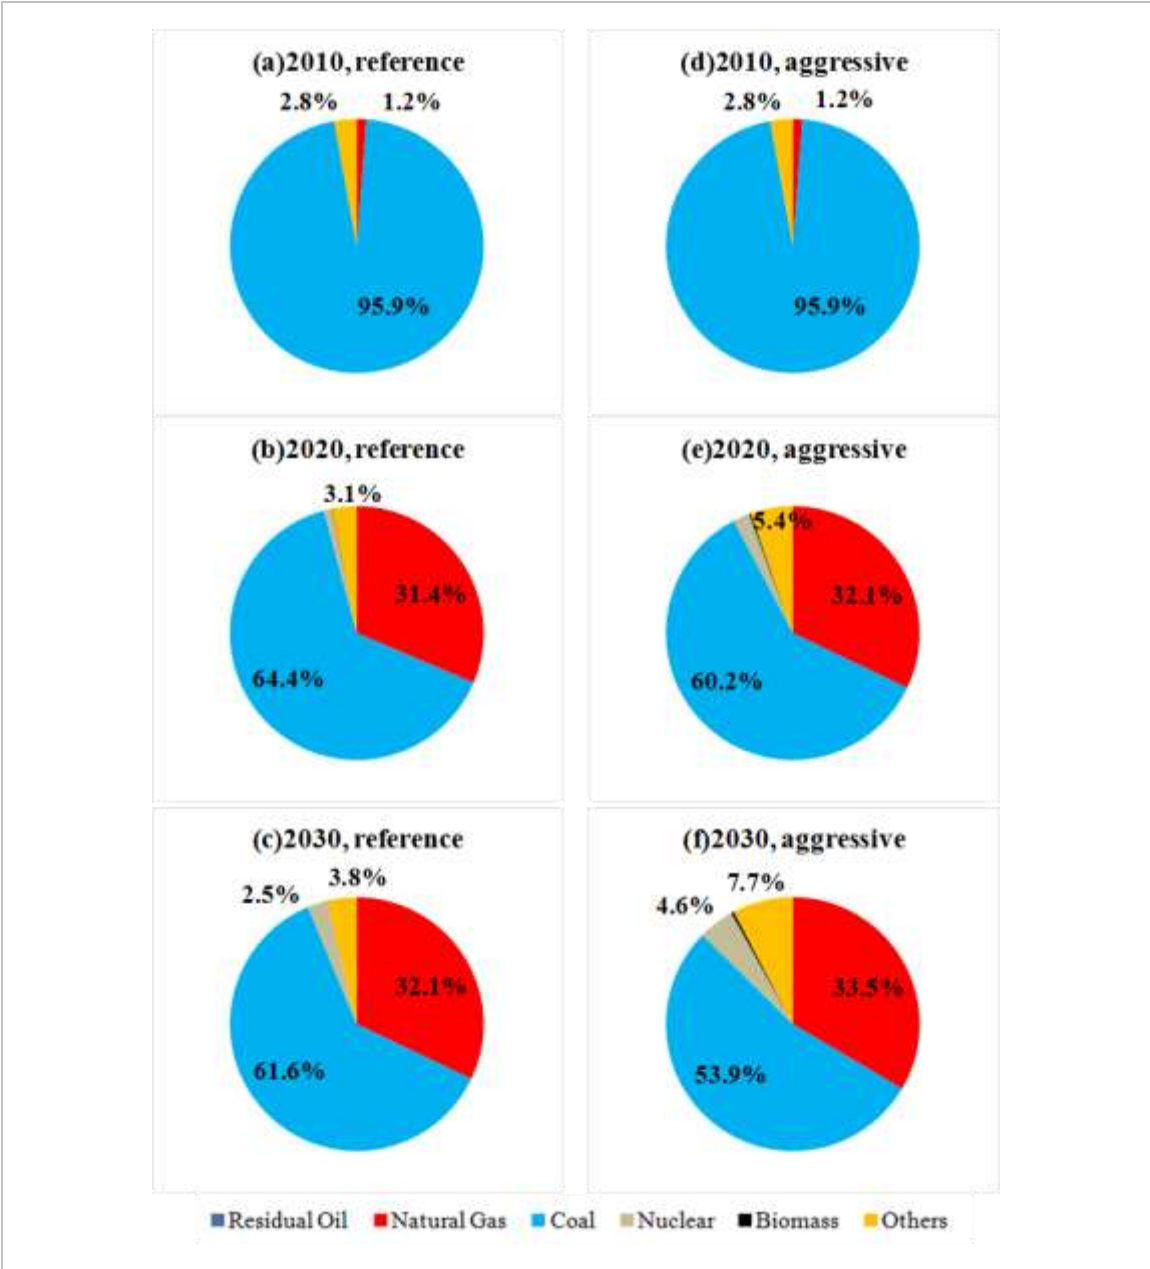 (a)2010, reference
2.8% 1.2%
95.9%
(d)2010, aggressive
2.8% 1.2%
95.9%
(b)2020, reference
3.1%
31.4%
64.4%
(e)2020, aggressive
5.4%
32.1%
60.2%
(c)2030, reference
3.8%
2.5%
32.1%
61.6%
(f)2030, aggressive
7.7%
4.6%
33.5%
53.9%
Residual Oil Natural Gas Coal Nuclear Biomass Others